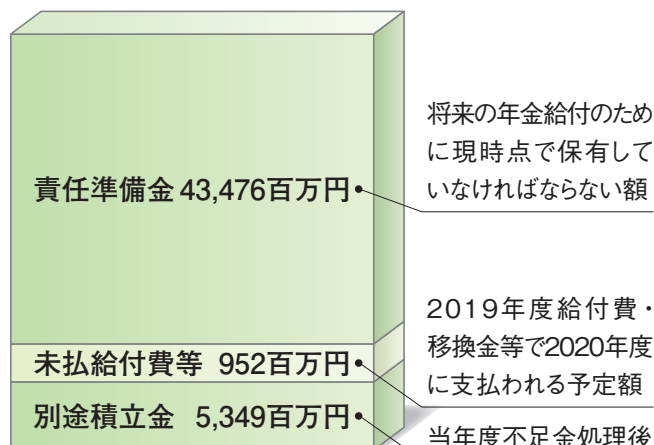 責任準備金 43,476百万円
将来の年金給付のため
に現時点で保有して
いなければならない額
未払給付費等 952百万円
2019年度給付費・
移換金等で2020年度
に支払われる予定額
別途積立金 5,349百万円
当年度不足金処理後